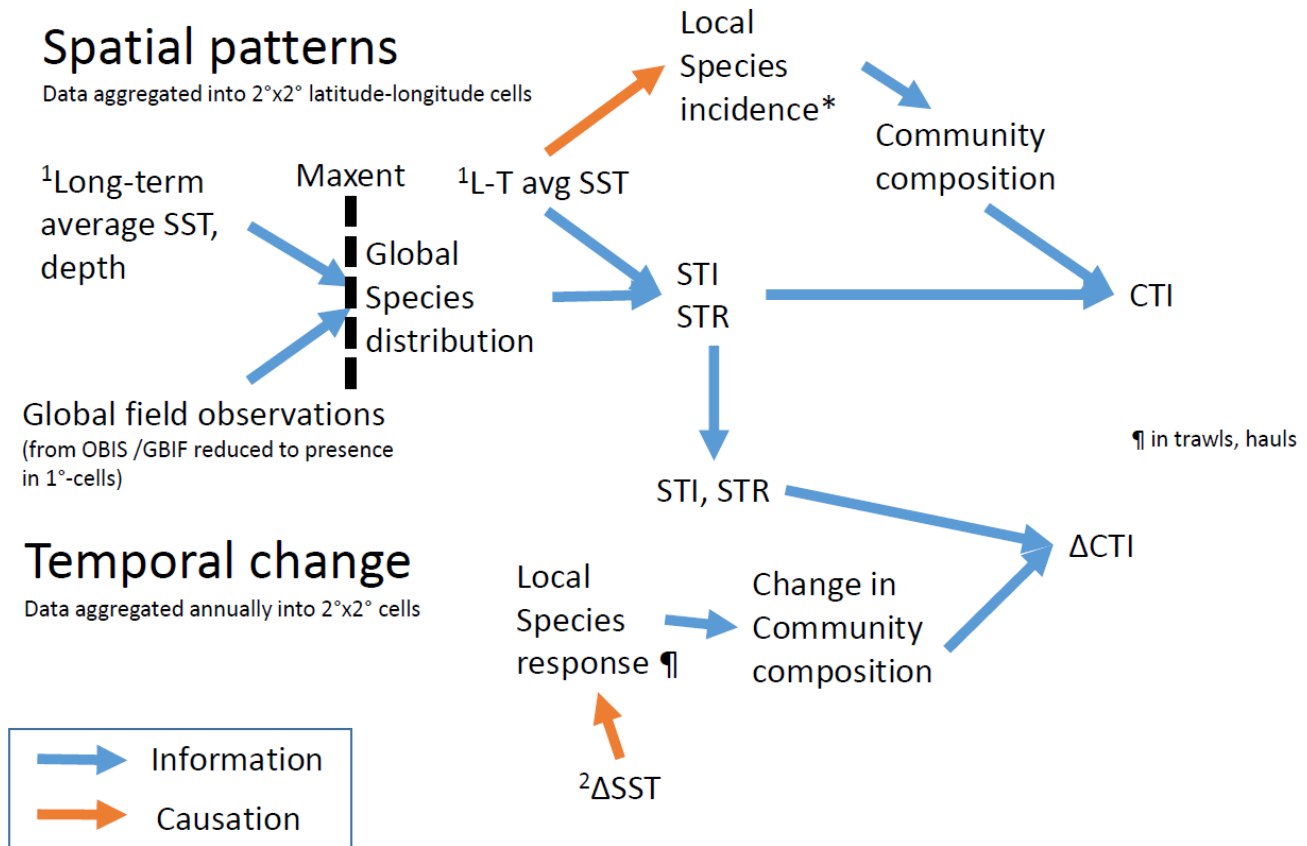 Spatial patterns
Data aggregated into 2°x2° latitude-longitude cells
Local
Species
incidence*
Community
composition
¹Long-term
average SST,
depth
Maxent
¹L-T avg SST
Global
Species
distribution
STI
STR
CTI
Global field observations
(from OBIS /GBIF reduced to presence
in 1°-cells)
¶ in trawls, hauls
STI, STR
ΔCTI
Temporal change
Data aggregated annually into 2°x2° cells
Local
Species
response ¶
Change in
Community
composition
²ΔSST
Information
Causation